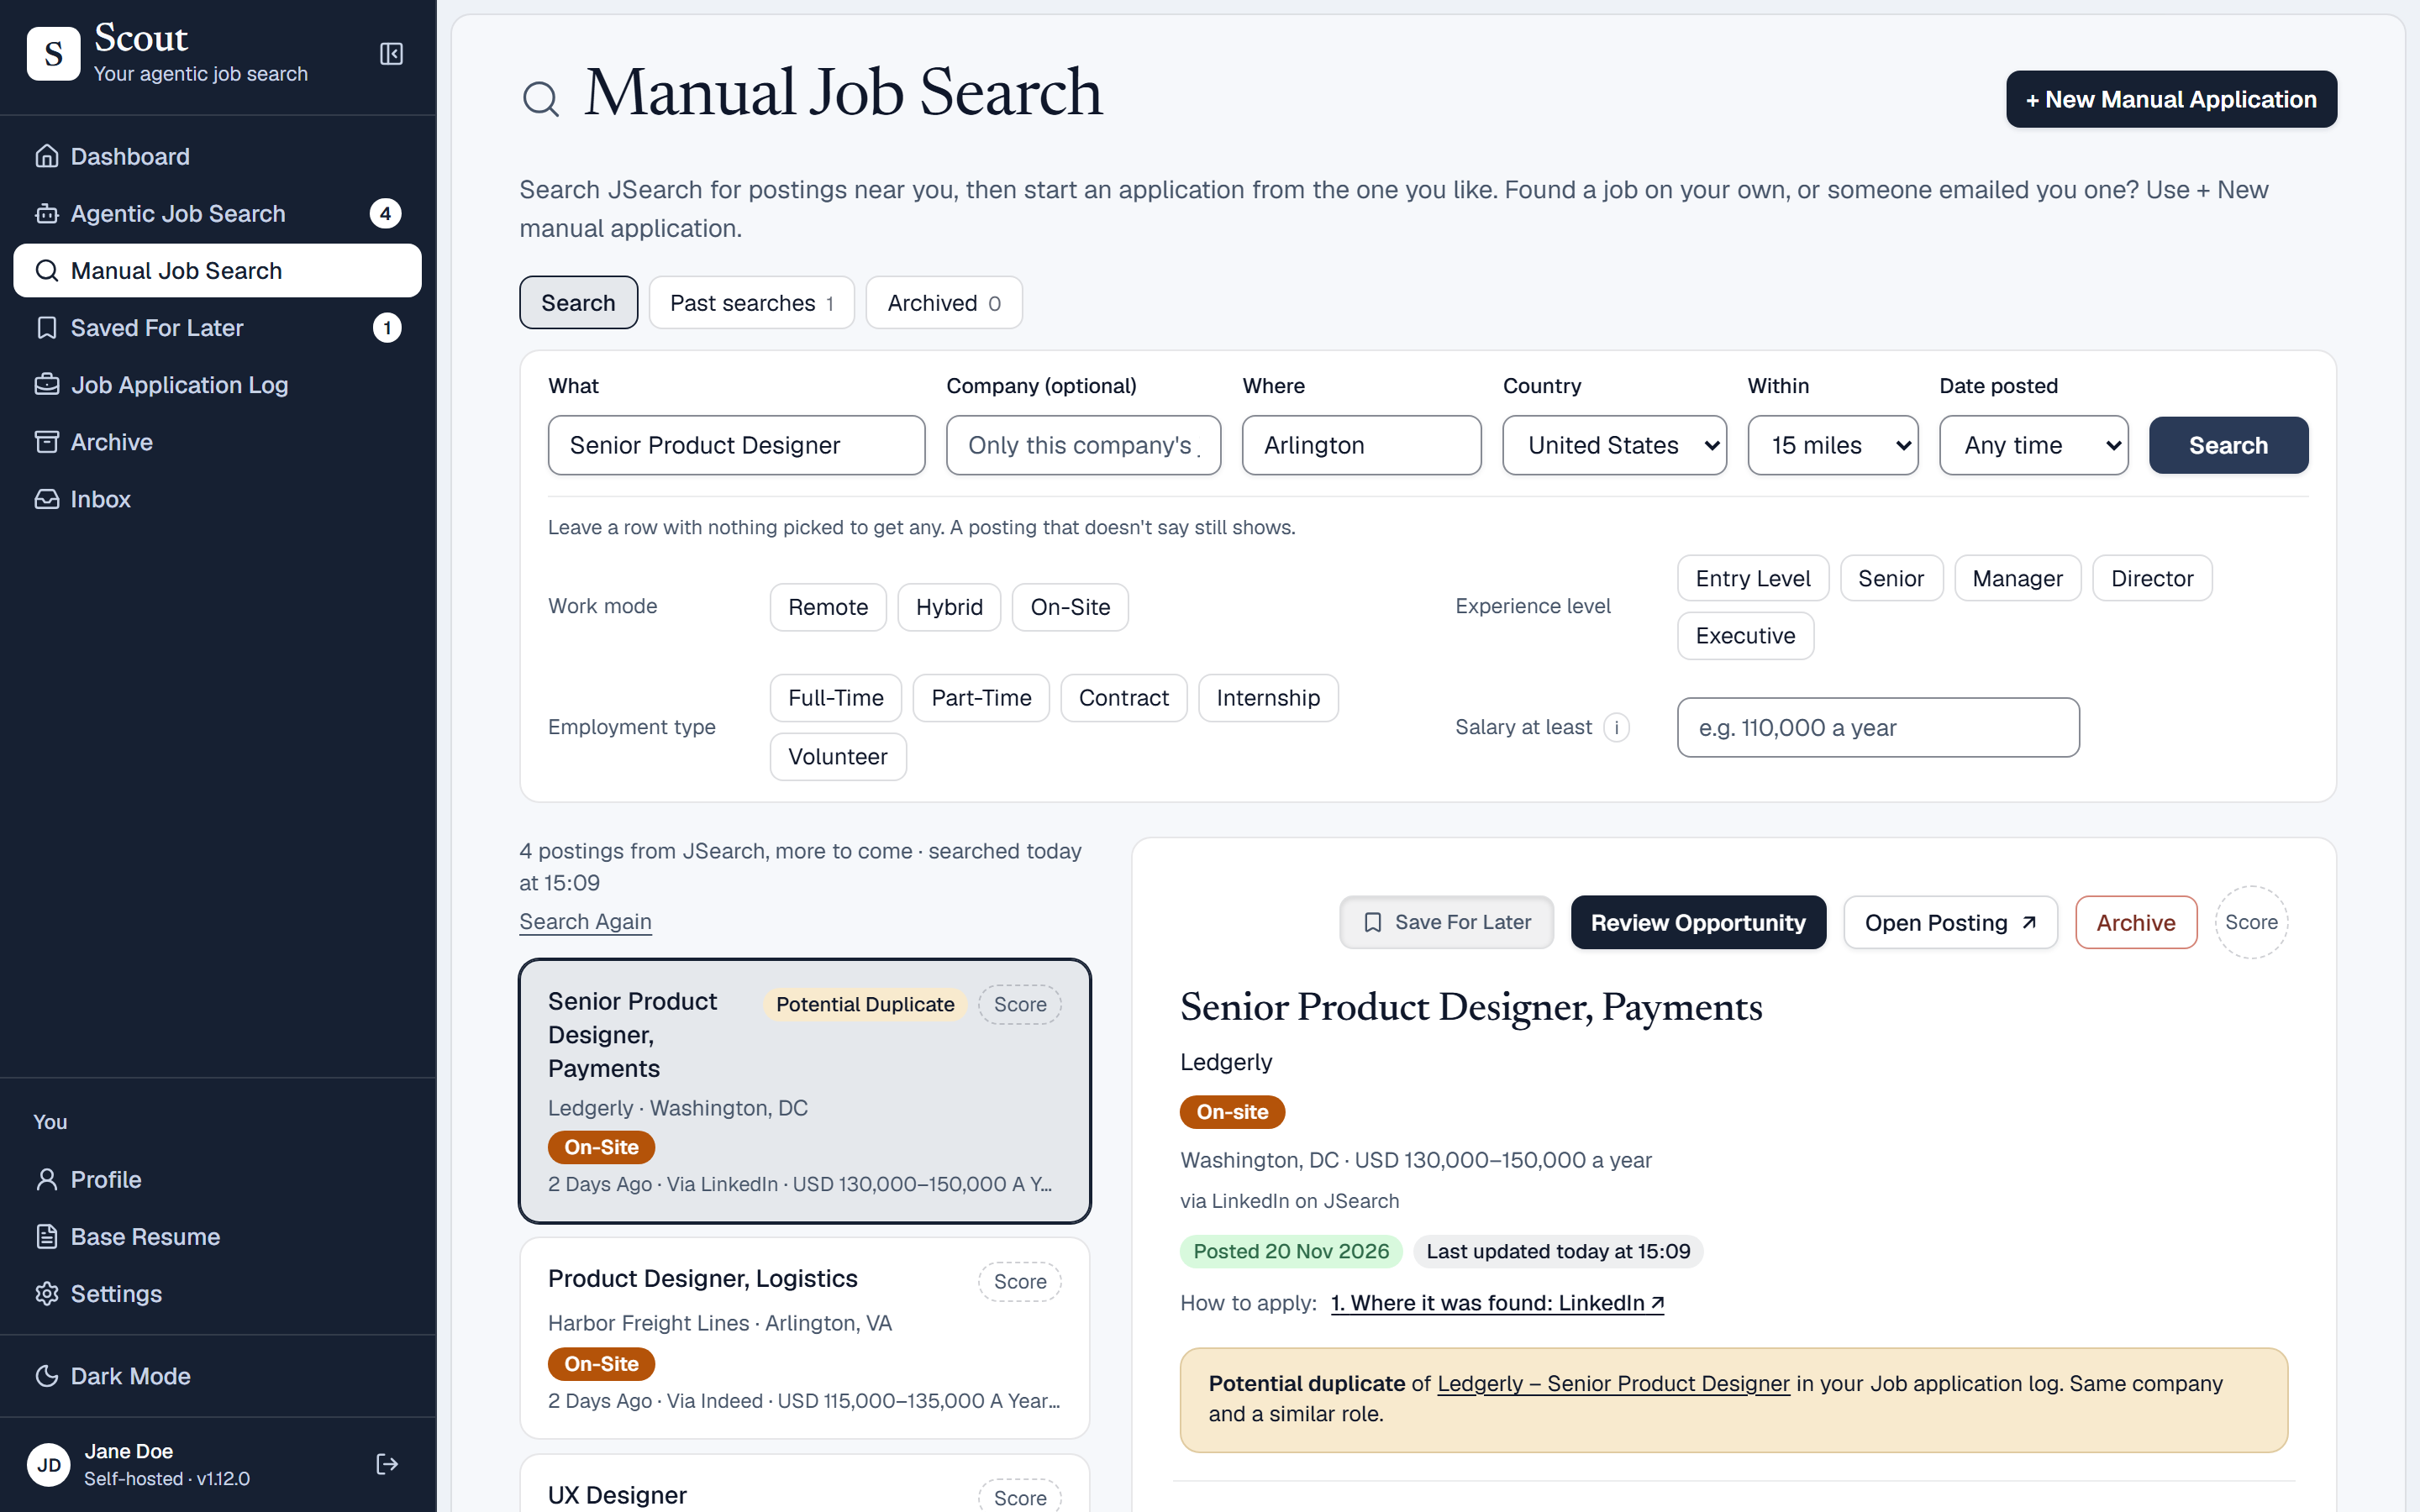 S
Scout
Your agentic job search
Dashboard
Agentic Job Search 4
Manual Job Search
Saved For Later 1
Job Application Log
Archive
Inbox
You
Profile
Base Resume
Settings
Dark Mode
JD
Jane Doe
Self-hosted · v1.12.0
Manual Job Search
+ New Manual Application
Search JSearch for postings near you, then start an application from the one you like. Found a job on your own, or someone emailed you one? Use + New
manual application.
Search
Past searches 1
Archived 0
What
Company (optional)
Where
Country
Within
Date posted
Senior Product Designer
Only this company's
Arlington
United States
15 miles
Any time
Search
Leave a row with nothing picked to get any. A posting that doesn't say still shows.
Work mode
Remote
Hybrid
On-Site
Experience level
Entry Level
Senior
Manager
Director
Executive
Employment type
Full-Time
Part-Time
Contract
Internship
Volunteer
Salary at least i
e.g. 110,000 a year
4 postings from JSearch, more to come · searched today
at 15:09
Search Again
Senior Product
Designer,
Payments
Potential Duplicate
Score
Ledgerly · Washington, DC
On-Site
2 Days Ago · Via LinkedIn · USD 130,000–150,000 A Y...
Product Designer, Logistics
Score
Harbor Freight Lines · Arlington, VA
On-Site
2 Days Ago · Via Indeed · USD 115,000–135,000 A Year...
UX Designer
Score
Save For Later
Review Opportunity
Open Posting ↗
Archive
Score
Senior Product Designer, Payments
Ledgerly
On-site
Washington, DC · USD 130,000–150,000 a year
via LinkedIn on JSearch
Posted 20 Nov 2026
Last updated today at 15:09
How to apply: 1. Where it was found: LinkedIn ↗
Potential duplicate of Ledgerly – Senior Product Designer in your Job application log. Same company
and a similar role.